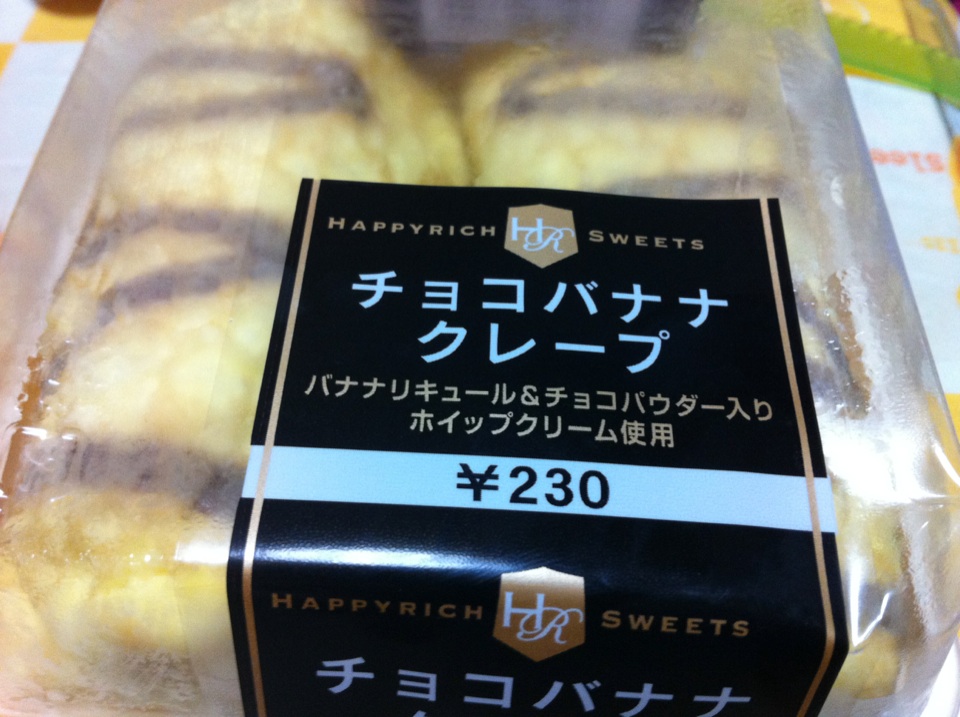 HAPPYRICH HR SWEETS
チョコバナナ
クレープ
バナナリキュール&チョコパウダー入り
ホイップクリーム使用
¥230
HAPPYRICH HR SWEETS
チョコバナナ